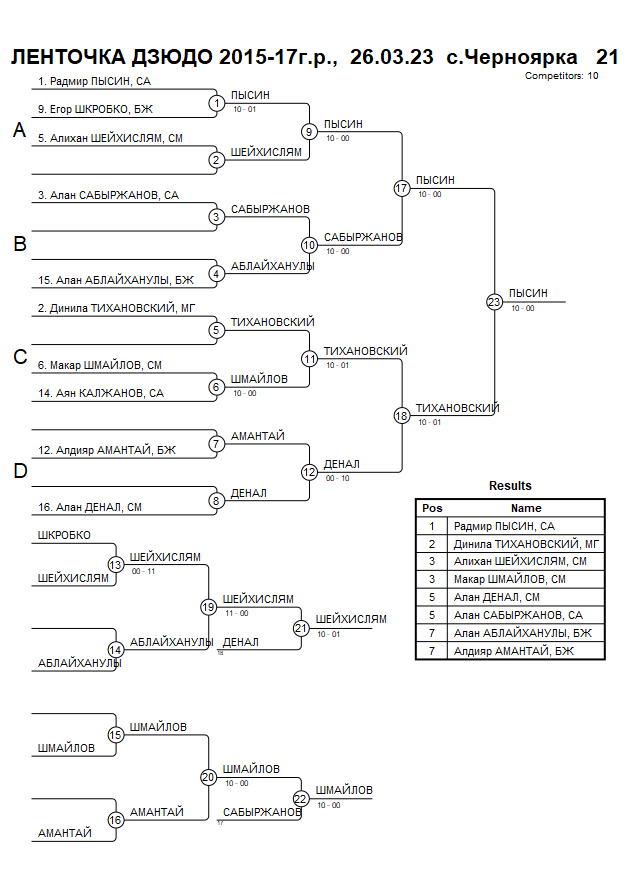 ЛЕНТОЧКА ДЗЮДО 2015-17г.р., 26.03.23 с.Черноярка 21
Competitors: 10
A
1. Радмир ПЫСИН, СА
9. Егор ШКРОБКО, БЖ
1
ПЫСИН
10 - 01
5. Алихан ШЕЙХИСЛЯМ, СМ
2
ШЕЙХИСЛЯМ
9
ПЫСИН
10 - 00
B
3. Алан САБЫРЖАНОВ, СА
3
САБЫРЖАНОВ
15. Алан АБЛАЙХАНУЛЫ, БЖ
4
АБЛАЙХАНУЛЫ
10
САБЫРЖАНОВ
10 - 00
17
ПЫСИН
10 - 00
C
2. Динила ТИХАНОВСКИЙ, МГ
5
ТИХАНОВСКИЙ
6. Макар ШМАЙЛОВ, СМ
14. Аян КАЛЖАНОВ, СА
6
ШМАЙЛОВ
10 - 00
11
ТИХАНОВСКИЙ
10 - 01
D
12. Алдияр АМАНТАЙ, БЖ
7
АМАНТАЙ
16. Алан ДЕНАЛ, СМ
8
ДЕНАЛ
12
ДЕНАЛ
00 - 10
18
ТИХАНОВСКИЙ
10 - 01
23
ПЫСИН
10 - 00
Results
Pos Name
1 Радмир ПЫСИН, СА
2 Динила ТИХАНОВСКИЙ, МГ
3 Алихан ШЕЙХИСЛЯМ, СМ
3 Макар ШМАЙЛОВ, СМ
5 Алан ДЕНАЛ, СМ
5 Алан САБЫРЖАНОВ, СА
7 Алан АБЛАЙХАНУЛЫ, БЖ
7 Алдияр АМАНТАЙ, БЖ
ШКРОБКО
ШЕЙХИСЛЯМ
13
ШЕЙХИСЛЯМ
00 - 11
АБЛАЙХАНУЛЫ
14
АБЛАЙХАНУЛЫ
19
ШЕЙХИСЛЯМ
11 - 00
ДЕНАЛ
18
21
ШЕЙХИСЛЯМ
10 - 01
ШМАЙЛОВ
15
ШМАЙЛОВ
АМАНТАЙ
16
АМАНТАЙ
20
ШМАЙЛОВ
10 - 00
САБЫРЖАНОВ
17
22
ШМАЙЛОВ
10 - 00